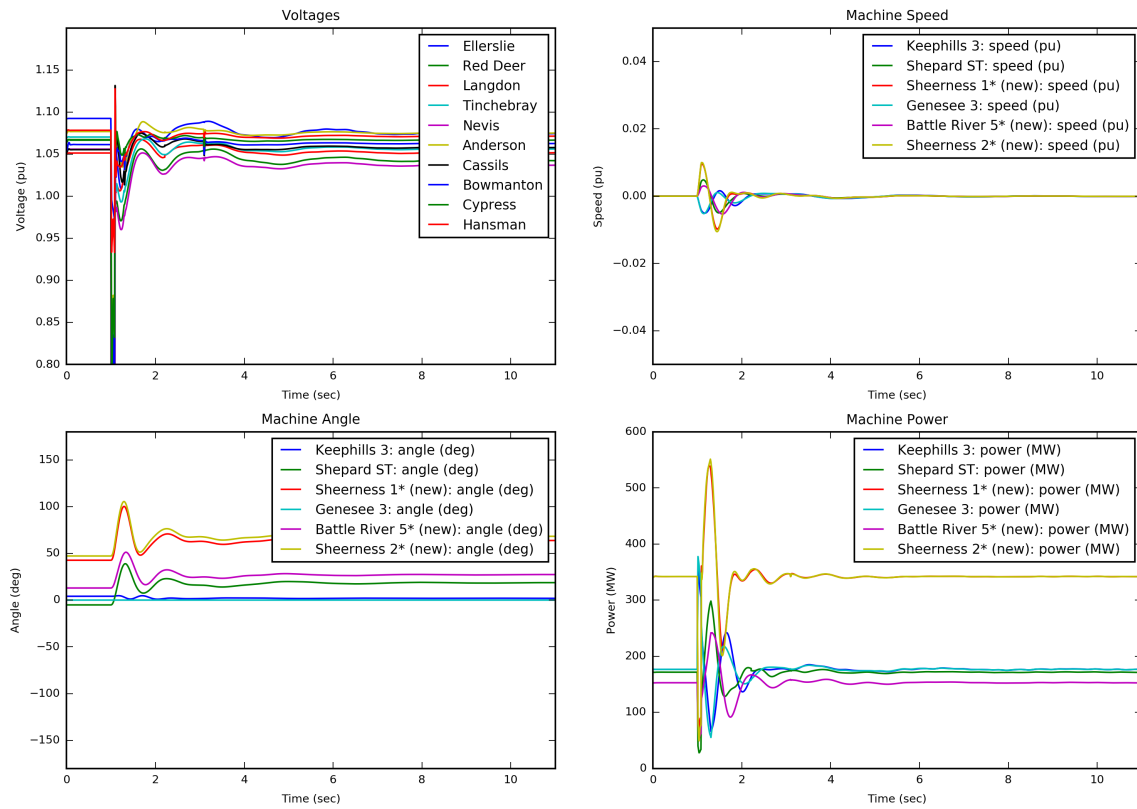 Voltages
Voltage (pu)
1.15
1.10
1.05
1.00
0.95
0.90
0.85
0.80
0
2
4
6
8
10
Time (sec)
Ellerslie
Red Deer
Langdon
Tinchebray
Nevis
Anderson
Cassils
Bowmanton
Cypress
Hansman
Machine Speed
Speed (pu)
0.04
0.02
0.00
−0.02
−0.04
0
2
4
6
8
10
Time (sec)
Keephills 3: speed (pu)
Shepard ST: speed (pu)
Sheerness 1* (new): speed (pu)
Genesee 3: speed (pu)
Battle River 5* (new): speed (pu)
Sheerness 2* (new): speed (pu)
Machine Angle
Angle (deg)
150
100
50
0
−50
−100
−150
0
2
4
6
8
10
Time (sec)
Keephills 3: angle (deg)
Shepard ST: angle (deg)
Sheerness 1* (new): angle (deg)
Genesee 3: angle (deg)
Battle River 5* (new): angle (deg)
Sheerness 2* (new): angle (deg)
Machine Power
Power (MW)
600
500
400
300
200
100
0
0
2
4
6
8
10
Time (sec)
Keephills 3: power (MW)
Shepard ST: power (MW)
Sheerness 1* (new): power (MW)
Genesee 3: power (MW)
Battle River 5* (new): power (MW)
Sheerness 2* (new): power (MW)